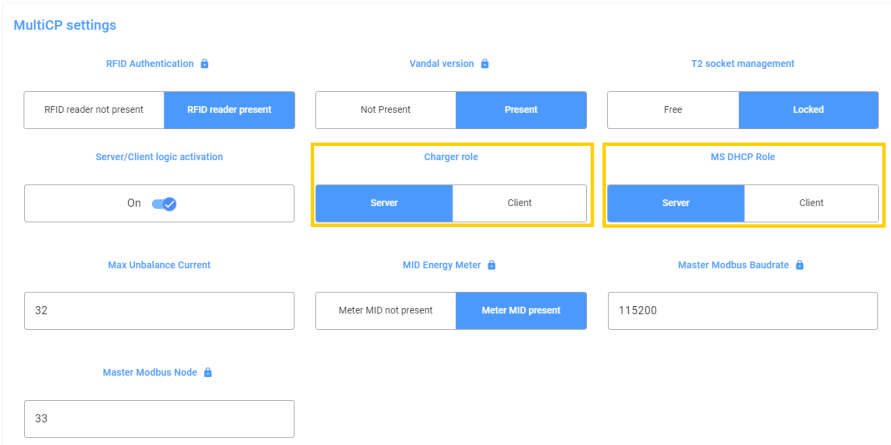 MultiCP settings
RFID Authentication
Vandal version
T2 socket management
RFID reader not present
RFID reader present
Not Present
Present
Free
Locked
Server/Client logic activation
Charger role
MS DHCP Role
On
Server
Client
Server
Client
Max Unbalance Current
MID Energy Meter
Master Modbus Baudrate
32
Meter MID not present
Meter MID present
115200
Master Modbus Node
33